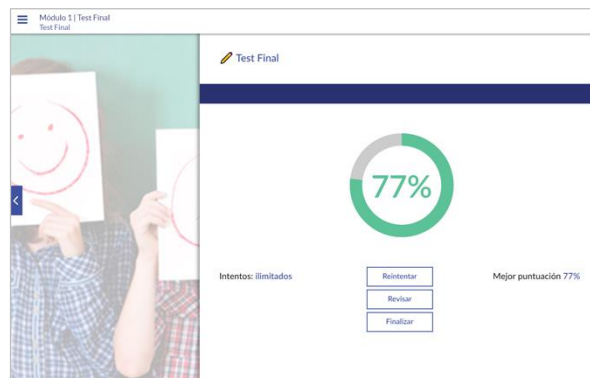 Módulo 1 | Test Final
Test Final
Test Final
77%
Intentos: ilimitados
Reintentar
Mejor puntuación 77%
Revisar
Finalizar